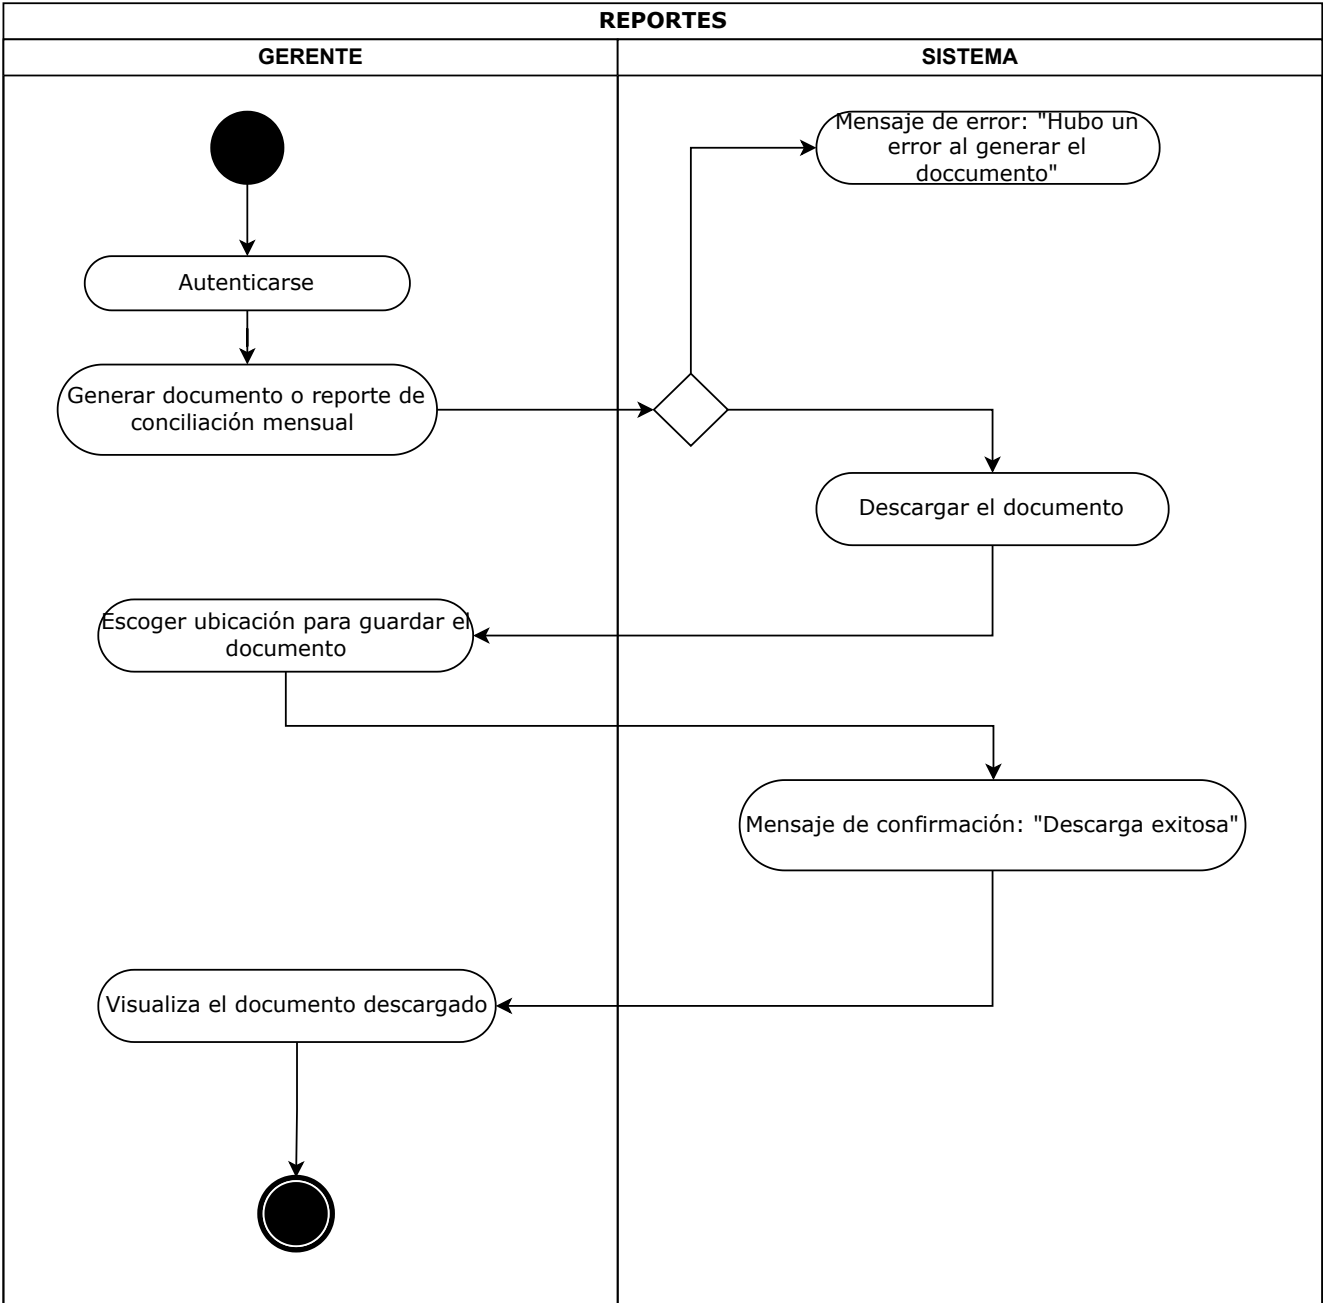 REPORTES
GERENTE
SISTEMA
Mensaje de error: "Hubo un
error al generar el
doccumento"
Autenticarse
Generar documento o reporte de
conciliación mensual
Descargar el documento
Escoger ubicación para guardar el
documento
Mensaje de confirmación: "Descarga exitosa"
Visualiza el documento descargado